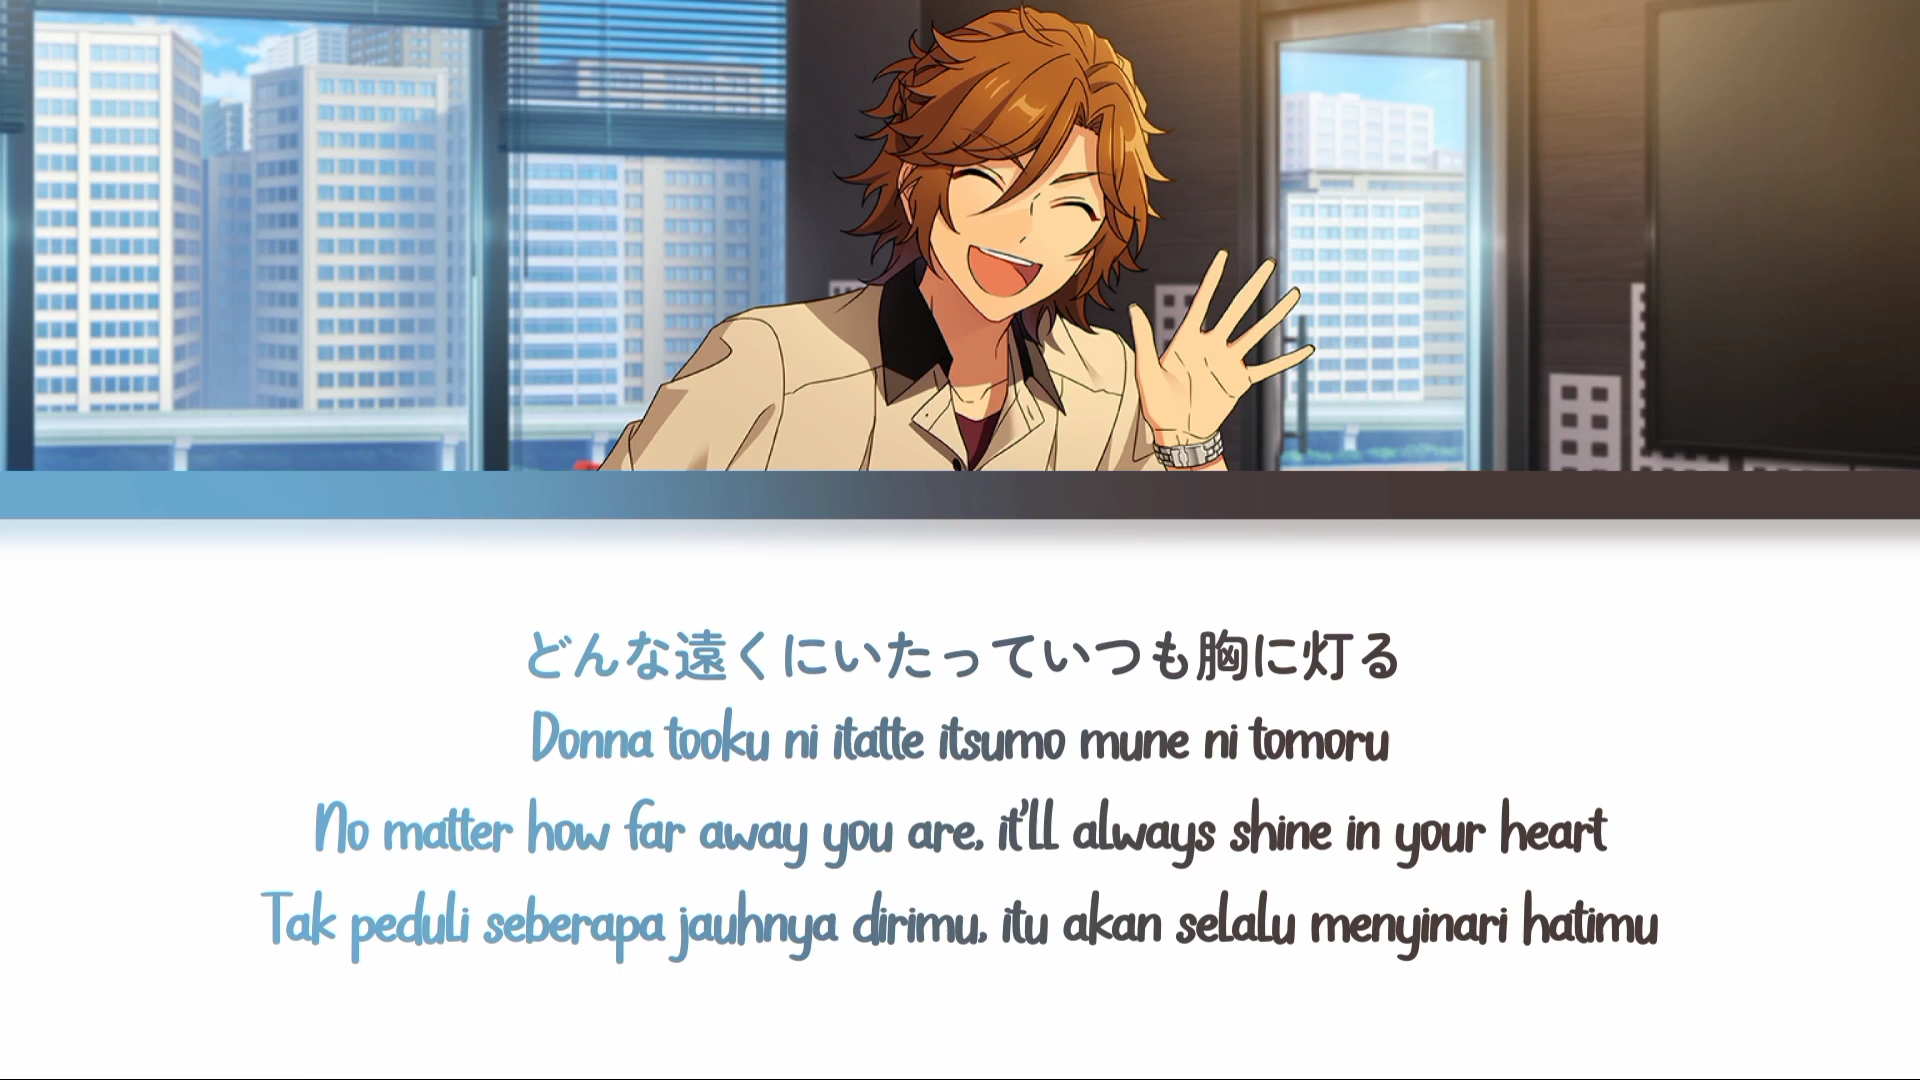 どんな遠くにいたっていつも胸に灯る
Donna tooku ni itatte itsumo mune ni tomoru
No matter how far away you are, it'll always shine in your heart
Tak peduli seberapa jauhnya dirimu, itu akan selalu menyinari hatimu